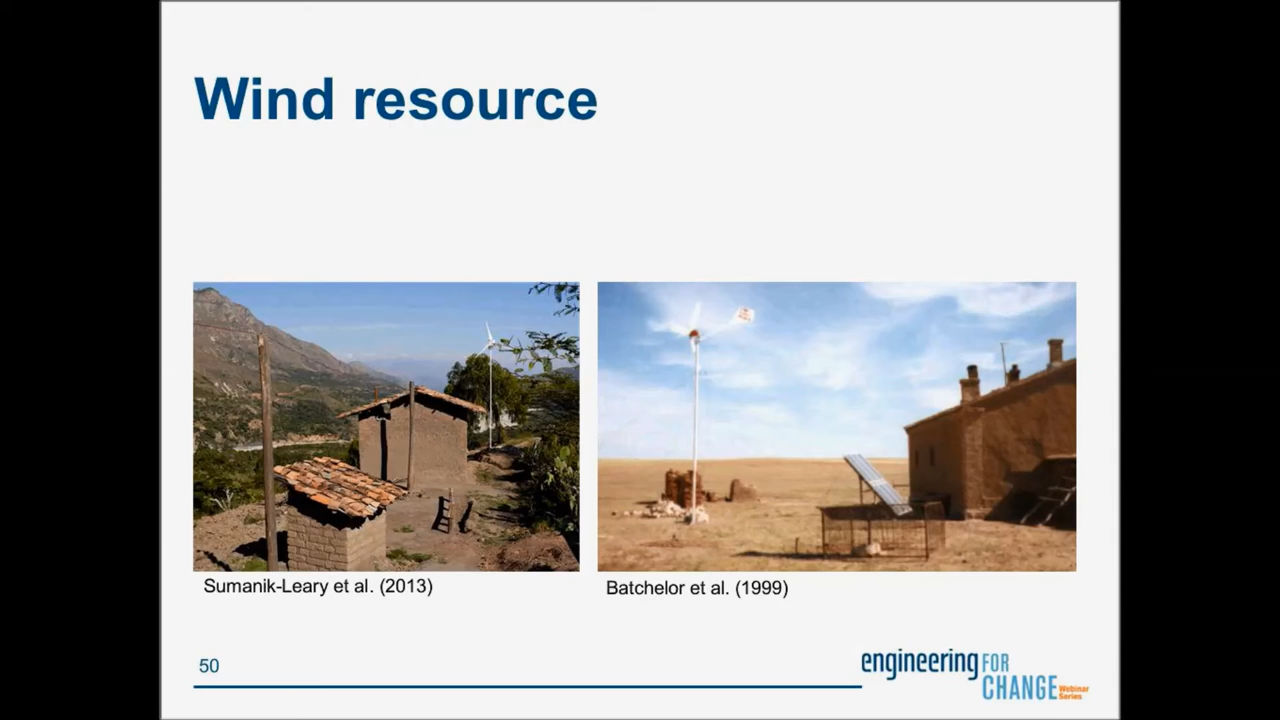 Wind resource
Sumanik-Leary et al. (2013)
Batchelor et al. (1999)
50
engineering FOR
CHANGE Webinar
Series